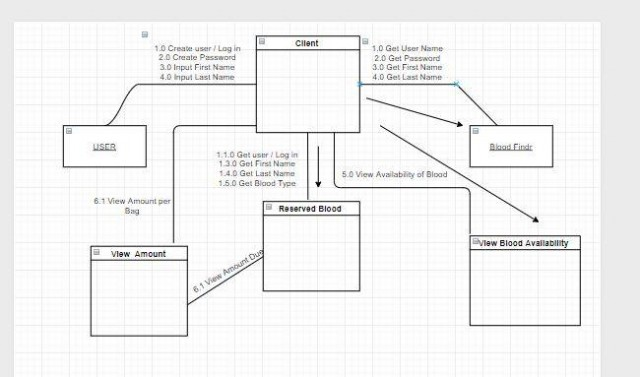 Client
1.0 Create user / Log in
2.0 Create Password
3.0 Input First Name
4.0 Input Last Name
1.0 Get User Name
2.0 Get Password
3.0 Get First Name
4.0 Get Last Name
USER
Blood Findr
1.1.0 Get user / Log in
1.3.0 Get First Name
1.4.0 Get Last Name
1.5.0 Get Blood Type
5.0 View Availability of Blood
6.1 View Amount per
Bag
Reserved Blood
View Blood Availability
View Amount
6.1 View Amount Due